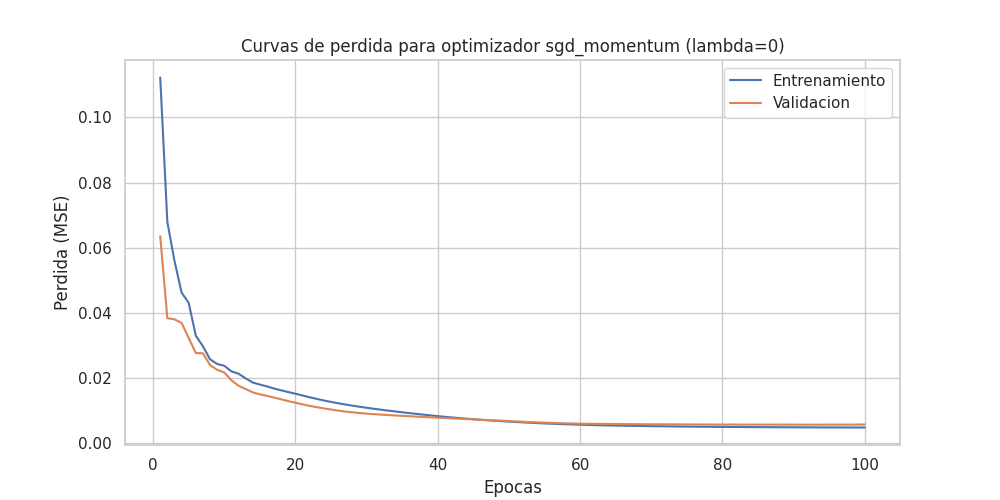 Curvas de perdida para optimizador sgd_momentum (lambda=0)
Entrenamiento
Validacion
Perdida (MSE)
0.10
0.08
0.06
0.04
0.02
0.00
0
20
40
60
80
100
Epocas